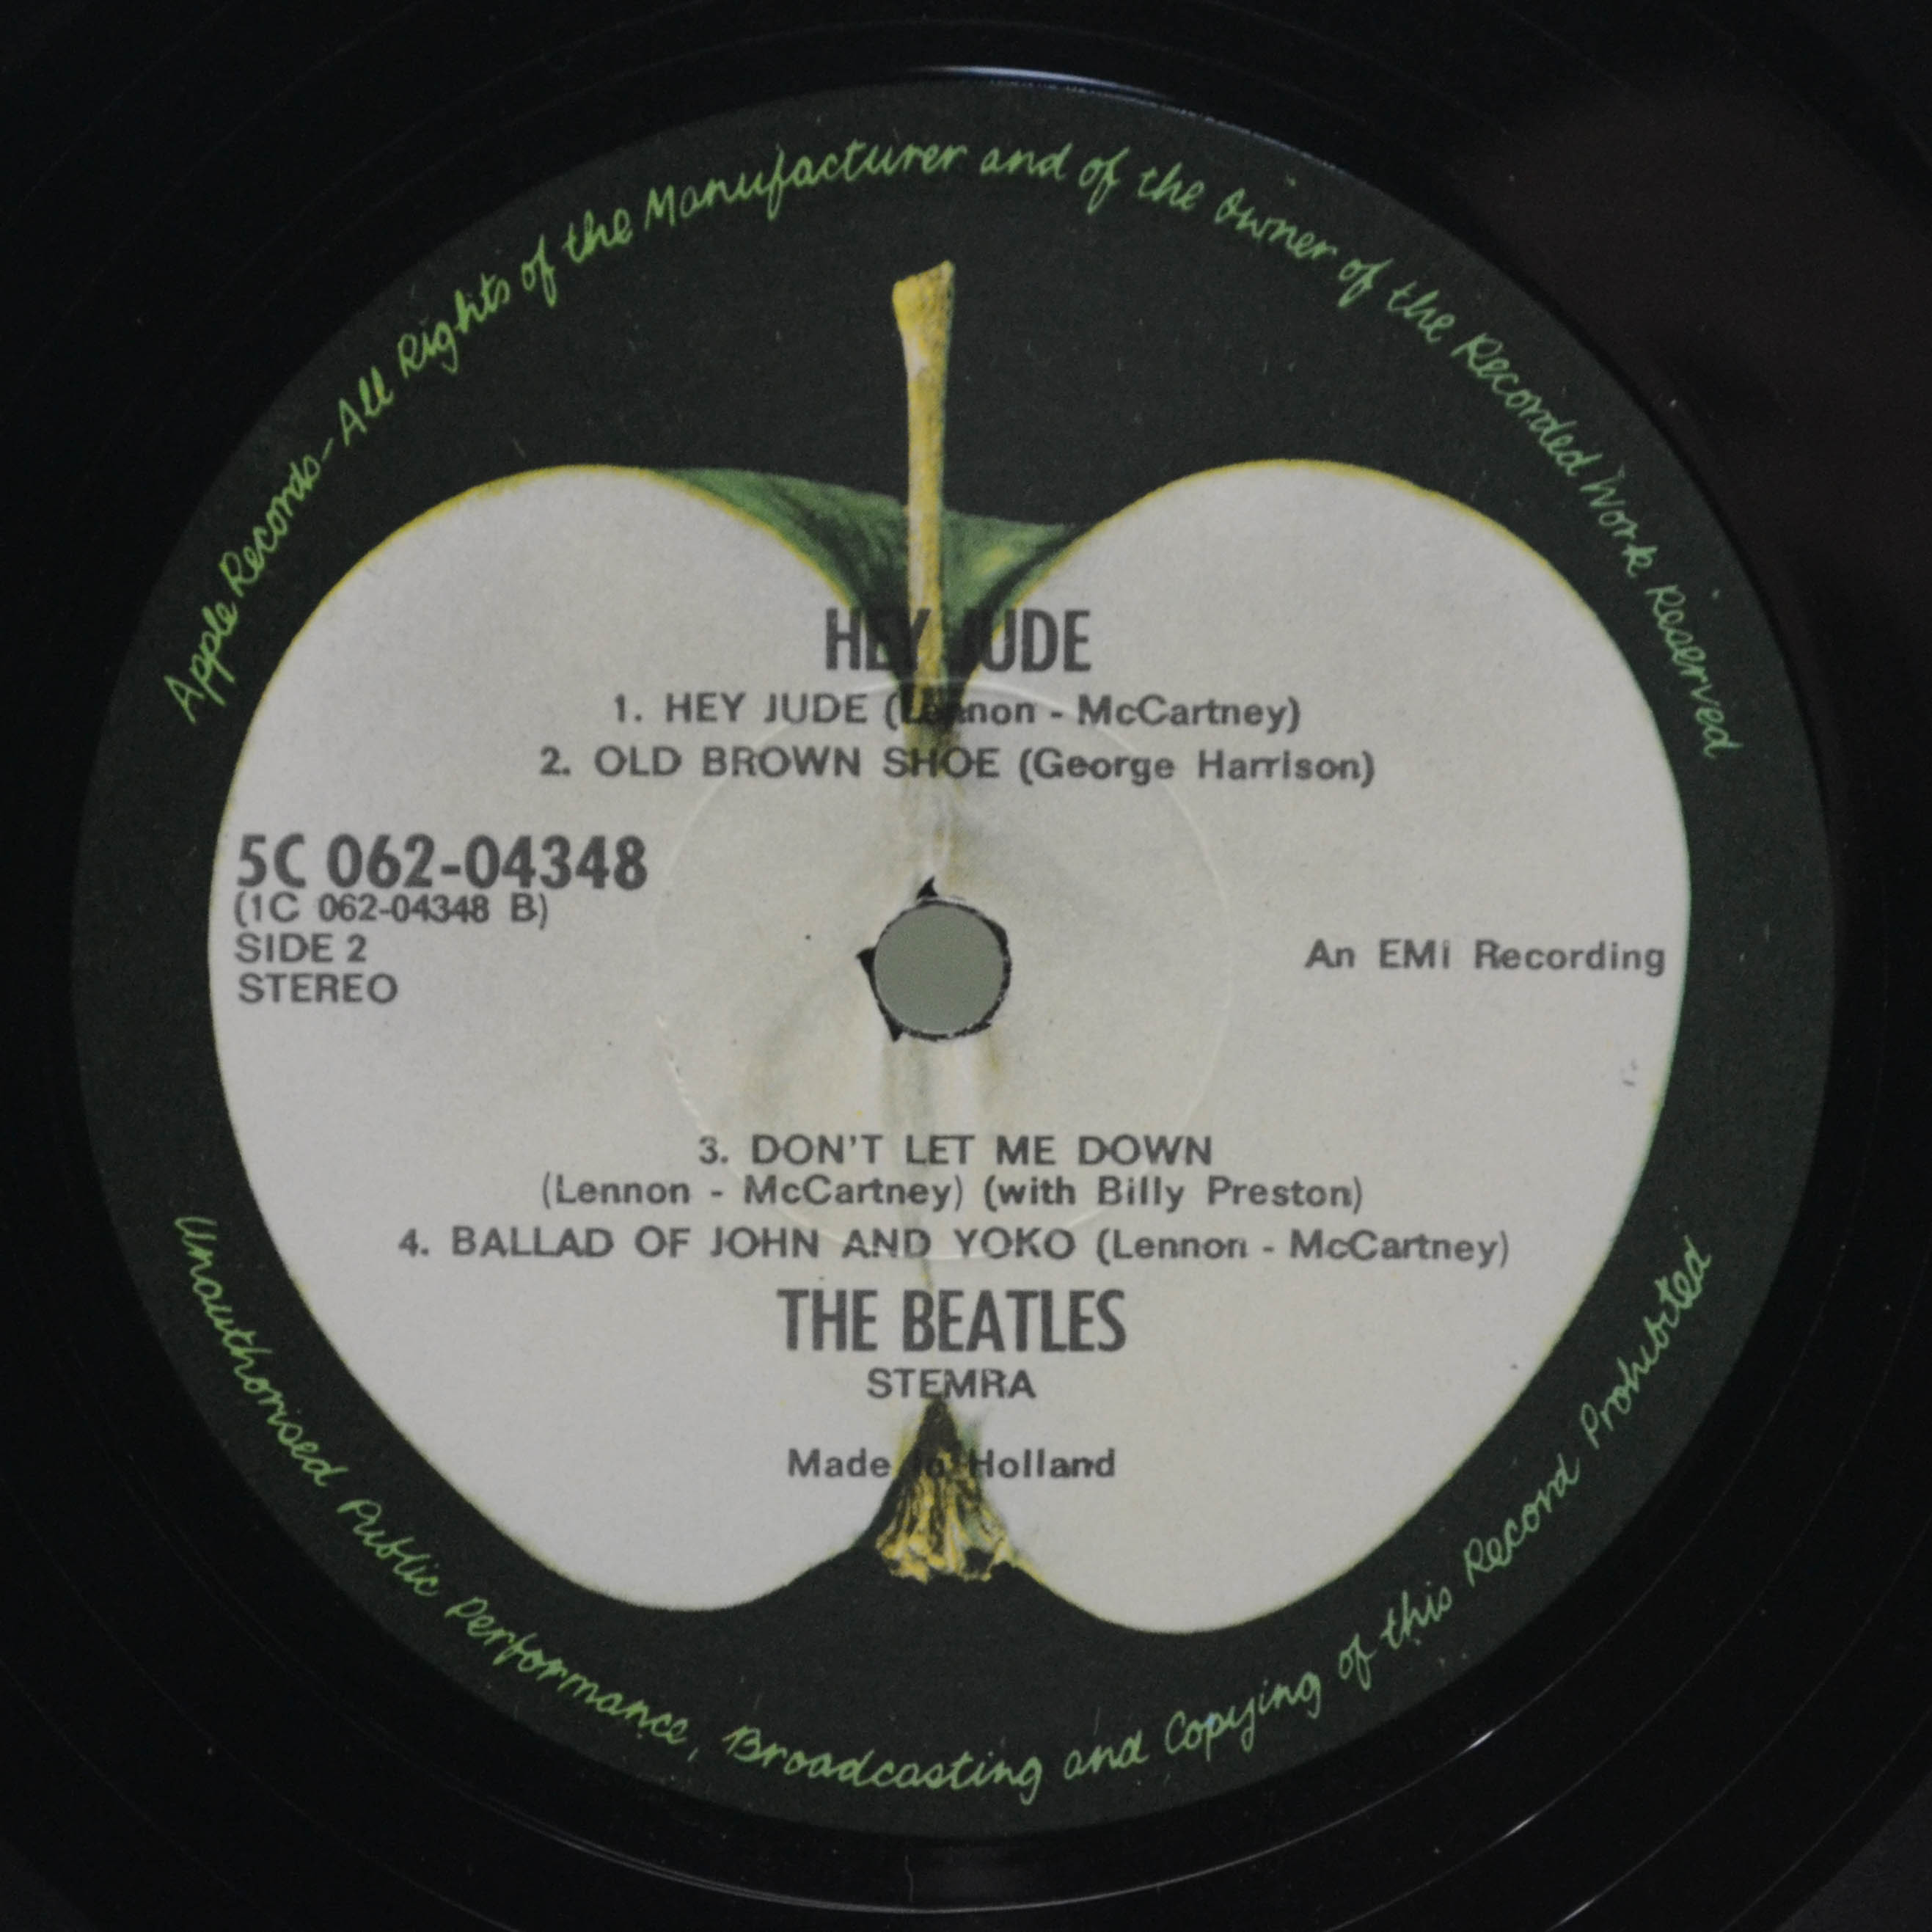 Apple Records - All Rights of the Manufacturer and of the Owner of the Recorded Work Reserved
HEY JUDE
1. HEY JUDE (Lennon - McCartney)
2. OLD BROWN SHOE (George Harrison)
5C 062-04348
(1C 062-04348 B)
SIDE 2
STEREO
An EMI Recording
3. DON'T LET ME DOWN
(Lennon - McCartney) (with Billy Preston)
4. BALLAD OF JOHN AND YOKO (Lennon - McCartney)
THE BEATLES
STEMRA
Made in Holland
Unauthorised Public Performance, Broadcasting and Copying of this Record Prohibited